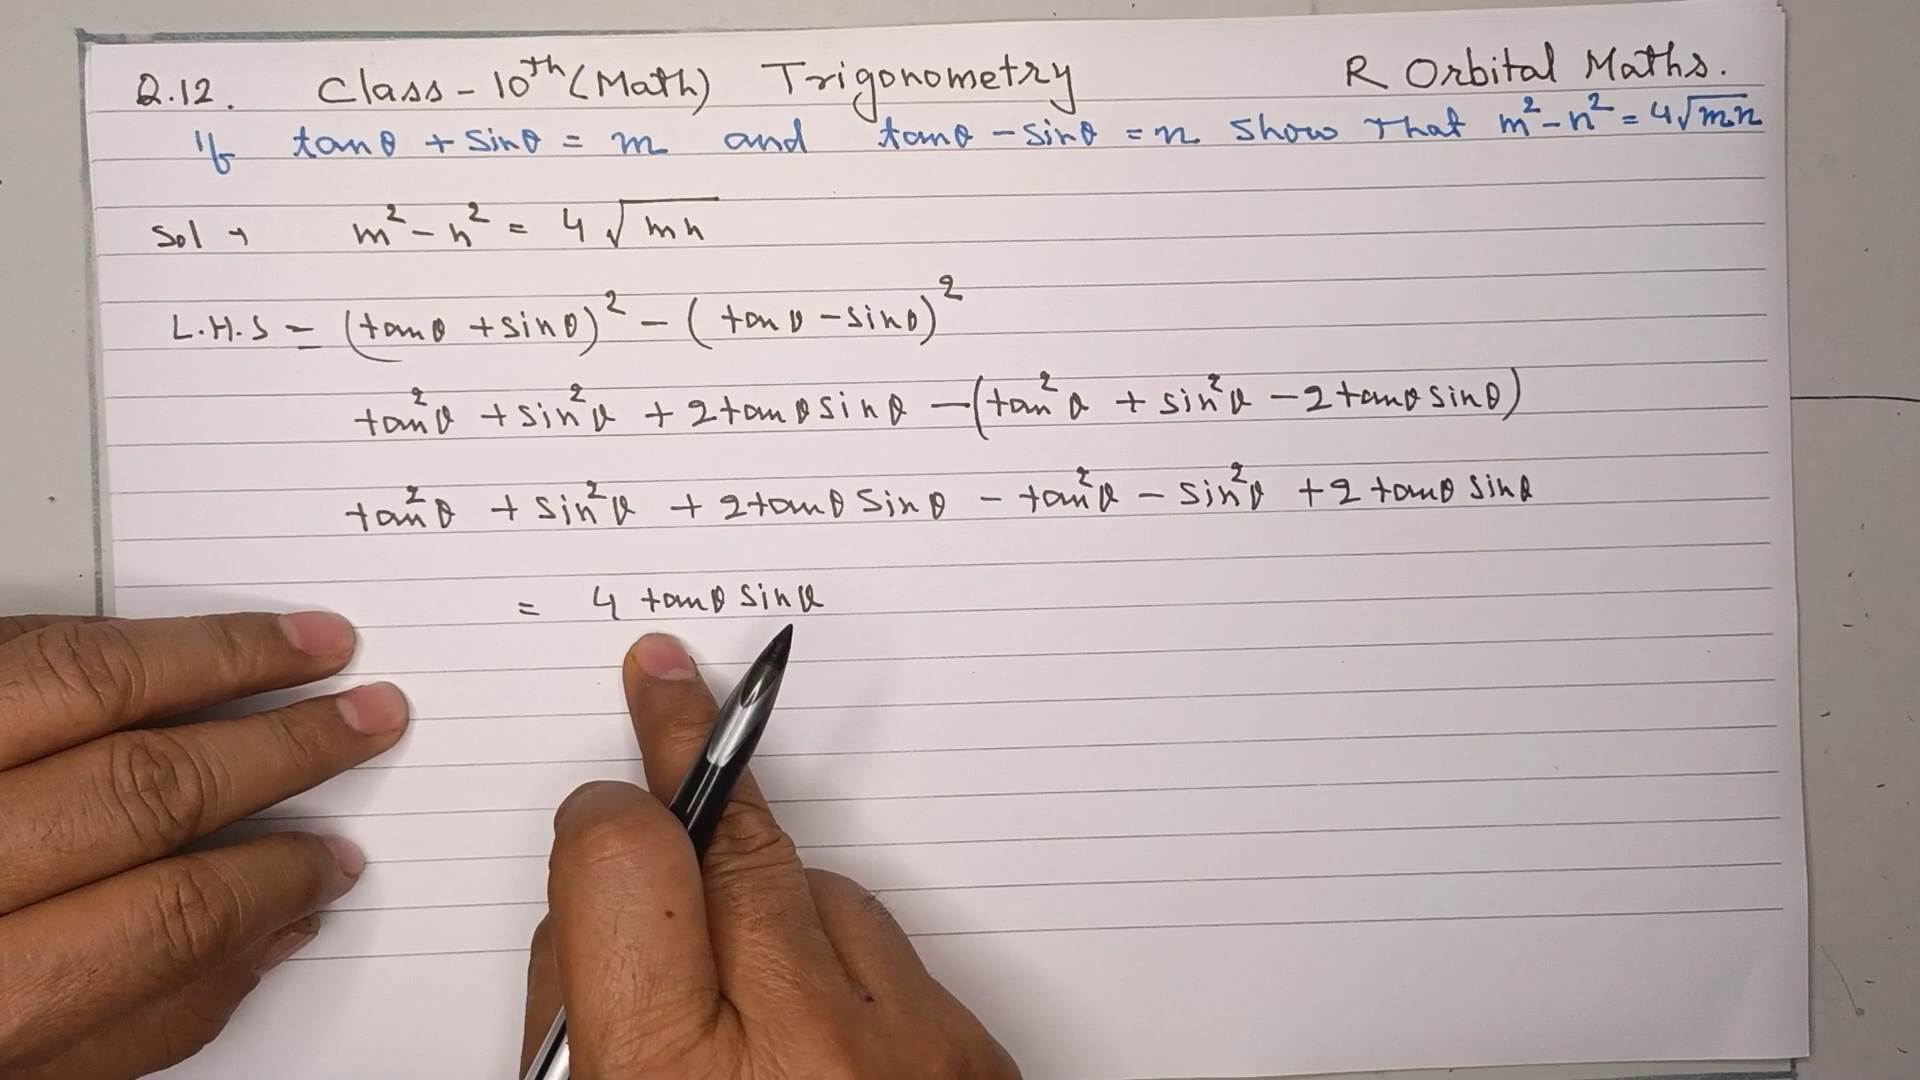 Q.12. Class - 10th (Math) Trigonometry R Orbital Maths.
If tanθ + sinθ = m and tanθ - sinθ = n show that m² - n² = 4√mn
Sol → m² - n² = 4√mn
L.H.S = (tanθ + sinθ)² - (tanθ - sinθ)²
tan²θ + sin²θ + 2tanθ sinθ - (tan²θ + sin²θ - 2tanθ sinθ)
tan²θ + sin²θ + 2tanθ sinθ - tan²θ - sin²θ + 2tanθ sinθ
= 4 tanθ sinθ